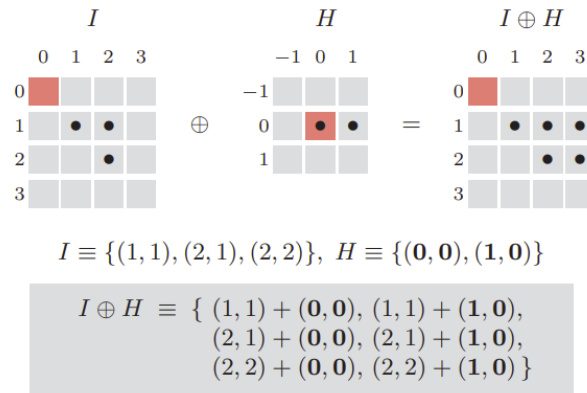 I H I ⊕ H
0 1 2 3 −1 0 1 0 1 2 3
0 −1 0
1 ⊕ 0 = 1
2 1 2
3 3
I ≡ {(1, 1), (2, 1), (2, 2)}, H ≡ {(0, 0), (1, 0)}
I ⊕ H ≡ { (1, 1) + (0, 0), (1, 1) + (1, 0),
(2, 1) + (0, 0), (2, 1) + (1, 0),
(2, 2) + (0, 0), (2, 2) + (1, 0) }